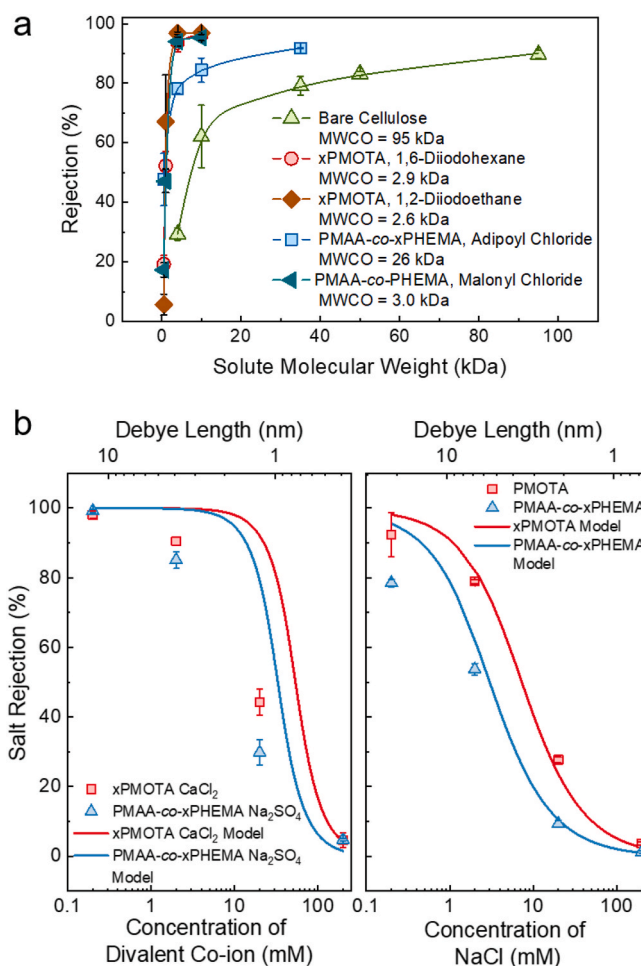 a
100
80
60
40
20
0
Rejection (%)
Bare Cellulose
MWCO = 95 kDa
xPMOTA, 1,6-Diiodohexane
MWCO = 2.9 kDa
xPMOTA, 1,2-Diiodoethane
MWCO = 2.6 kDa
PMAA-co-xPHEMA, Adipoyl Chloride
MWCO = 26 kDa
PMAA-co-PHEMA, Malonyl Chloride
MWCO = 3.0 kDa
0 20 40 60 80 100
Solute Molecular Weight (kDa)
b
Debye Length (nm)
10 1
Debye Length (nm)
10 1
100
80
60
40
20
0
Salt Rejection (%)
xPMOTA CaCl₂
PMAA-co-xPHEMA Na₂SO₄
xPMOTA CaCl₂ Model
PMAA-co-xPHEMA Na₂SO₄
Model
PMOTA
PMAA-co-xPHEMA
xPMOTA Model
PMAA-co-xPHEMA
Model
0.1 1 10 100
Concentration of
Divalent Co-ion (mM)
0.1 1 10 100
Concentration of
NaCl (mM)